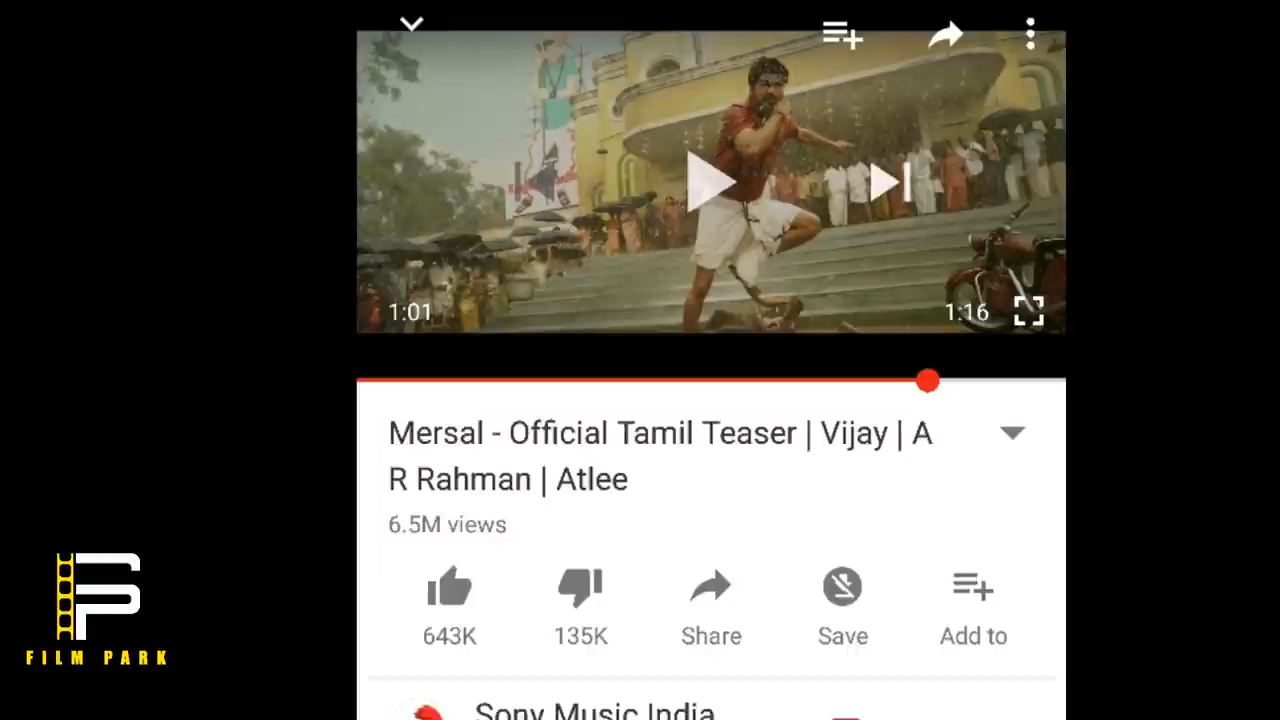 1:01
1:16
Mersal - Official Tamil Teaser | Vijay | A
R Rahman | Atlee
6.5M views
643K
135K
Share
Save
Add to
Sony Music India
FILM PARK